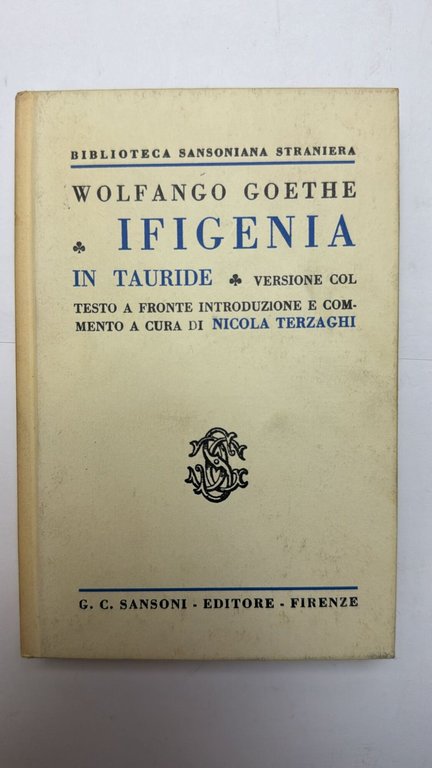 BIBLIOTECA SANSONIANA STRANIERA
WOLFANGO GOETHE
♣ IFIGENIA
IN TAURIDE ♣ VERSIONE COL
TESTO A FRONTE INTRODUZIONE E COM-
MENTO A CURA DI NICOLA TERZAGHI
G. C. SANSONI - EDITORE - FIRENZE